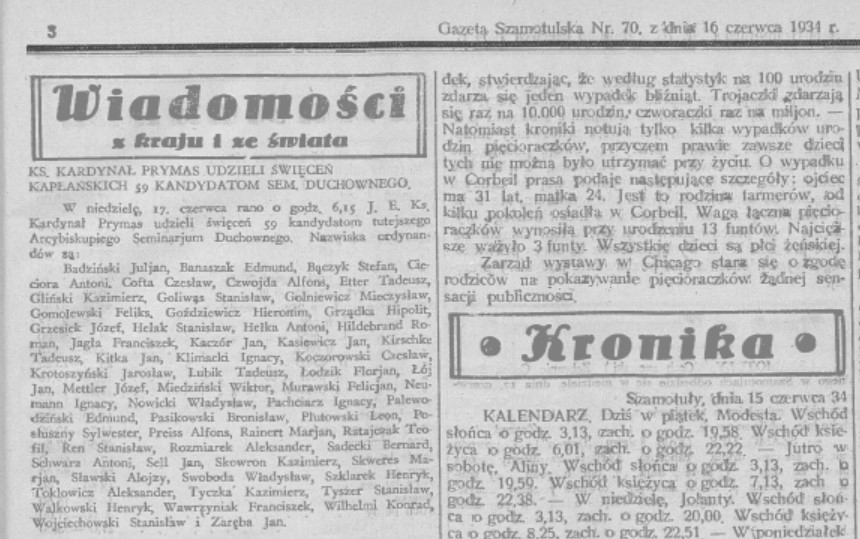 3
Gazeta Szamotulska Nr. 70, z dnia 16 czerwca 1934 r.
Wiadomości
z kraju i ze świata
KS. KARDYNAŁ PRYMAS UDZIELI ŚWIĘCEŃ
KAPŁAŃSKICH 59 KANDYDATOM SEM. DUCHOWNEGO.
W niedzielę, 17. czerwca rano o godz. 6,15 J. E. Ks.
Kardynał Prymas udzieli święceń 59 kandydatom tutejszego
Arcybiskupiego Seminarjum Duchownego. Nazwiska ordynan-
dów są:
Badziński Juljan, Banaszak Edmund, Bączyk Stefan, Cie-
ciora Antoni, Cofta Czesław, Czwojda Alfons, Etter Tadeusz,
Gliński Kazimierz, Goliwąs Stanisław, Golniewicz Mieczysław,
Gomolewski Feliks, Goździewicz Hieronim, Grządka Hipolit,
Grzesiek Józef, Helak Stanisław, Hełka Antoni, Hildebrand Ro-
man, Jagła Franciszek, Kaczór Jan, Kasiewicz Jan, Kirschke
Tadeusz, Kitka Jan, Klimacki Ignacy, Koczorowski Czesław,
Krotoszyński Jarosław, Lubik Tadeusz, Łodzik Florjan, Łój
Jan, Mettler Józef, Miedziński Wiktor, Murawski Felicjan, Neu-
mann Ignacy, Nowicki Władysław, Pachciarz Ignacy, Palewo-
dziński Edmund, Pasikowski Bronisław, Plutowski Leon, Po-
słuszny Sylwester, Preiss Alfons, Rainert Marjan, Ratajczak Teo-
fil, Ren Stanisław, Rozmiarek Aleksander, Sadecki Bernard,
Schwarz Antoni, Sell Jan, Skowron Kazimierz, Skweres Ma-
rjan, Sławski Alojzy, Swoboda Władysław, Szklarek Henryk,
Tokłowicz Aleksander, Tyczka Kazimierz, Tyszer Stanisław,
Walkowski Henryk, Wawrzyniak Franciszek, Wilhelmi Konrad,
Wojciechowski Stanisław i Zaręba Jan.
dek, stwierdzając, że według statystyk na 100 urodzin
zdarza się jeden wypadek bliźniąt. Trojaczki zdarzają
się raz na 10.000 urodzin, czworaczki raz na miljon. —
Natomiast kroniki notują tylko kilka wypadków uro-
dzin pięcioraczków, przyczem prawie zawsze dzieci
tych nie można było utrzymać przy życiu. O wypadku
w Corbeil prasa podaje następujące szczegóły: ojciec
ma 31 lat, matka 24. Jest to rodzina farmerów, od
kilku pokoleń osiadła w Corbeil. Waga łączna pięcio-
raczków wynosiła przy urodzeniu 13 funtów. Najcięż-
sze ważyło 3 funty. Wszystkie dzieci są płci żeńskiej.
Zarząd wystawy w Chicago stara się o zgodę
rodziców na pokazywanie pięcioraczków żądnej sen-
sacji publiczności.
Kronika
Szamotuły, dnia 15 czerwca 34
KALENDARZ. Dziś w piątek, Modesta. Wschód
słońca o godz. 3,13, zach. o godz. 19,58. Wschód księ-
życa o godz. 6,01, zach. o godz. 22,22. — Jutro w
sobotę, Aliny. Wschód słońca o godz. 3,13, zach. o
godz. 19,59. Wschód księżyca o godz. 7,13, zach o
godz. 22,38. — W niedzielę, Jolanty. Wschód słoń-
ca o godz. 3,13, zach. o godz. 20,00. Wschód księży-
ca o godz. 8,25, zach. o godz. 22,51 — W poniedziałek